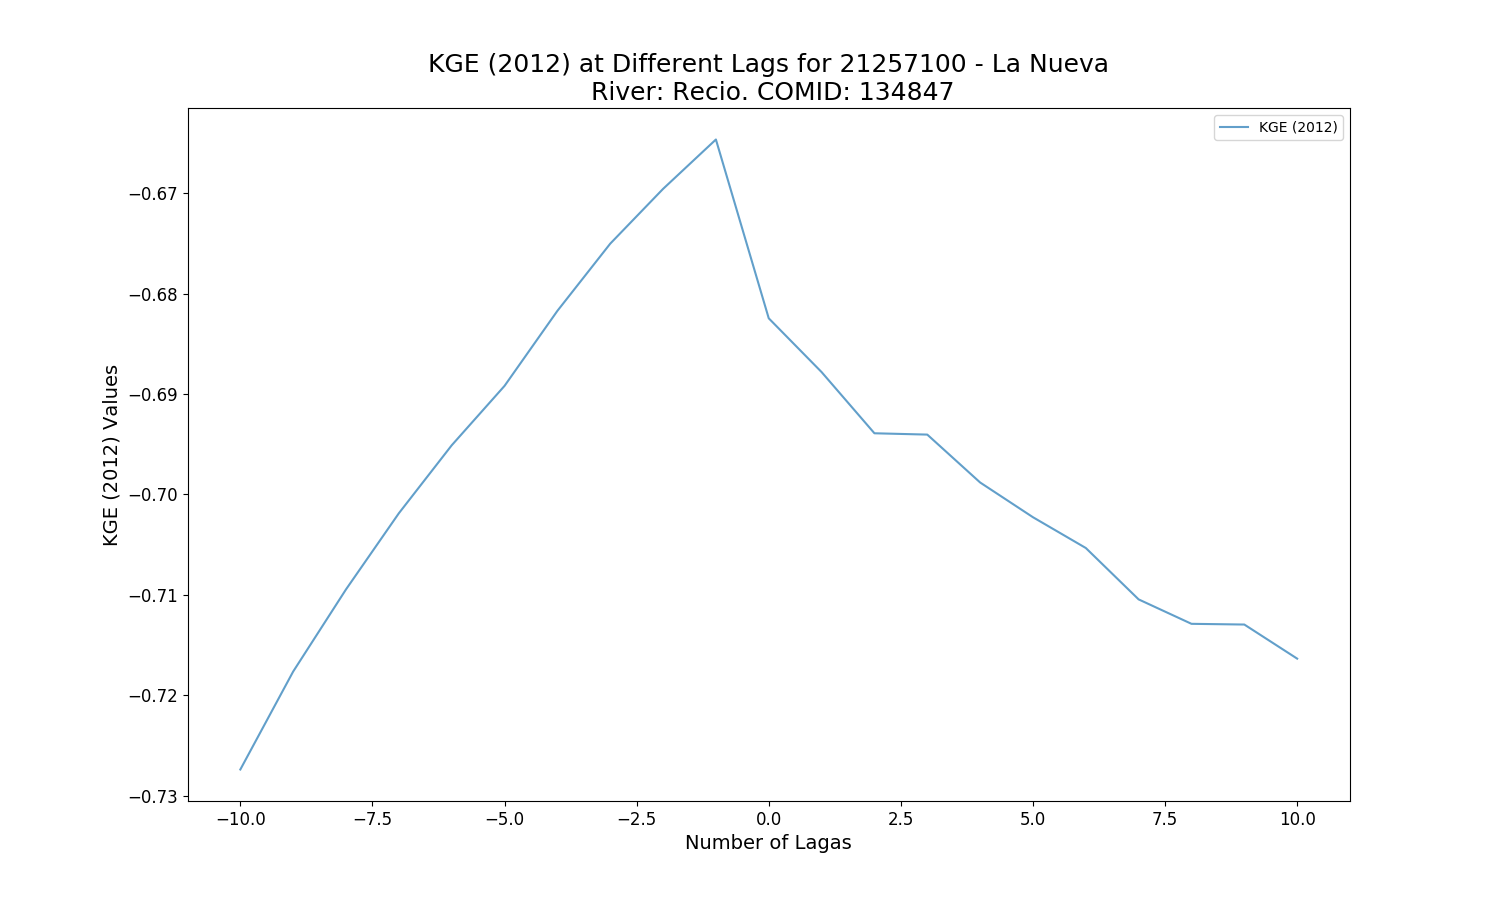 KGE (2012) at Different Lags for 21257100 - La Nueva
River: Recio. COMID: 134847
KGE (2012)
−0.67
−0.68
−0.69
−0.70
−0.71
−0.72
−0.73
KGE (2012) Values
−10.0 −7.5 −5.0 −2.5 0.0 2.5 5.0 7.5 10.0
Number of Lagas